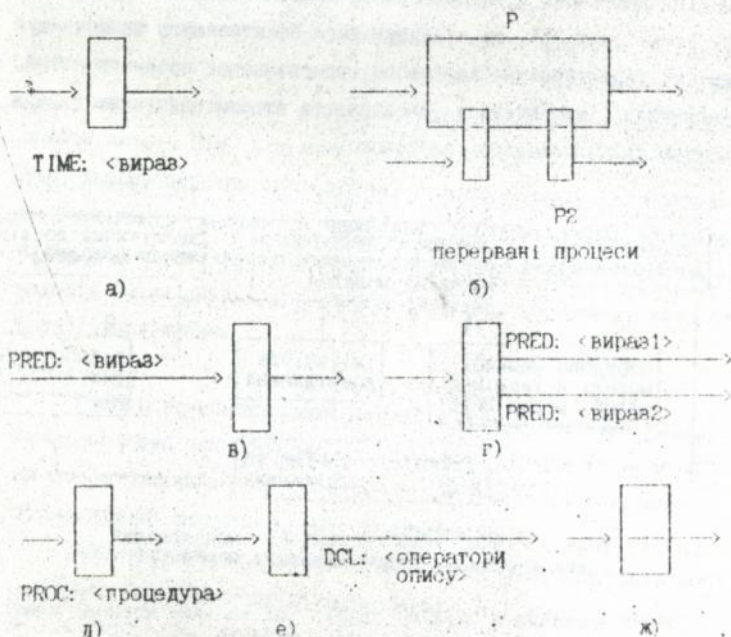 P
TIME: <вираз>
P2
перервані процеси
а)
б)
PRED: <вираз>
PRED: <вираз1>
PRED: <вираз2>
в)
г)
PROC: <процедура>
DCL: <оператори
опису>
д)
е)
ж)